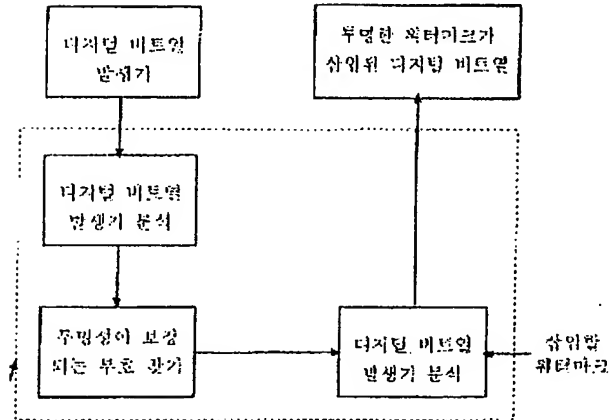 디지털 비트열
발생기
투명한 워터마크가
삽입된 디지털 비트열
디지털 비트열
발생기 분석
투명성이 보장
되는 부호 찾기
디지털 비트열
발생기 분석
삽입할
워터마크